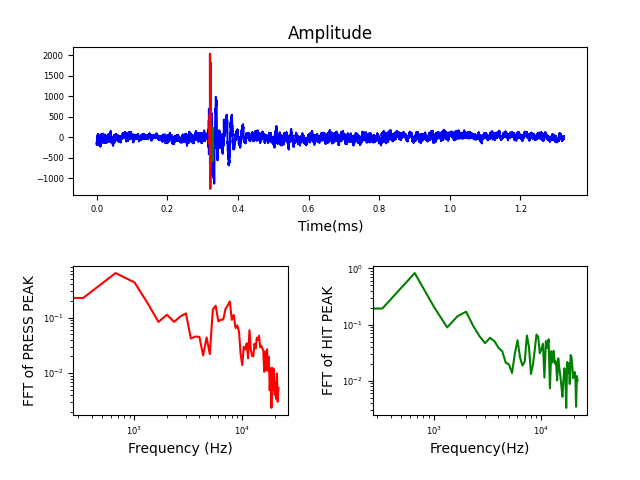 Amplitude
2000
1500
1000
500
0
−500
−1000
0.0 0.2 0.4 0.6 0.8 1.0 1.2
Time(ms)
FFT of PRESS PEAK
10⁻¹
10⁻²
10³ 10⁴
Frequency (Hz)
FFT of HIT PEAK
10⁰
10⁻¹
10⁻²
10³ 10⁴
Frequency(Hz)